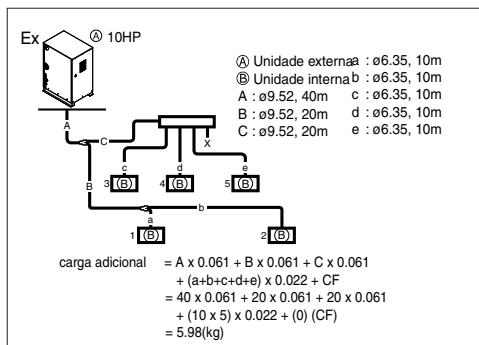 Ex
Ⓐ 10HP
Ⓐ Unidade externa
Ⓑ Unidade interna
A : ø9.52, 40m
B : ø9.52, 20m
C : ø9.52, 20m
a : ø6.35, 10m
b : ø6.35, 10m
c : ø6.35, 10m
d : ø6.35, 10m
e : ø6.35, 10m
A
C
X
B
c
d
e
3 Ⓑ
4 Ⓑ
5 Ⓑ
b
a
1 Ⓑ
2 Ⓑ
carga adicional = A x 0.061 + B x 0.061 + C x 0.061
+ (a+b+c+d+e) x 0.022 + CF
= 40 x 0.061 + 20 x 0.061 + 20 x 0.061
+ (10 x 5) x 0.022 + (0) (CF)
= 5.98(kg)